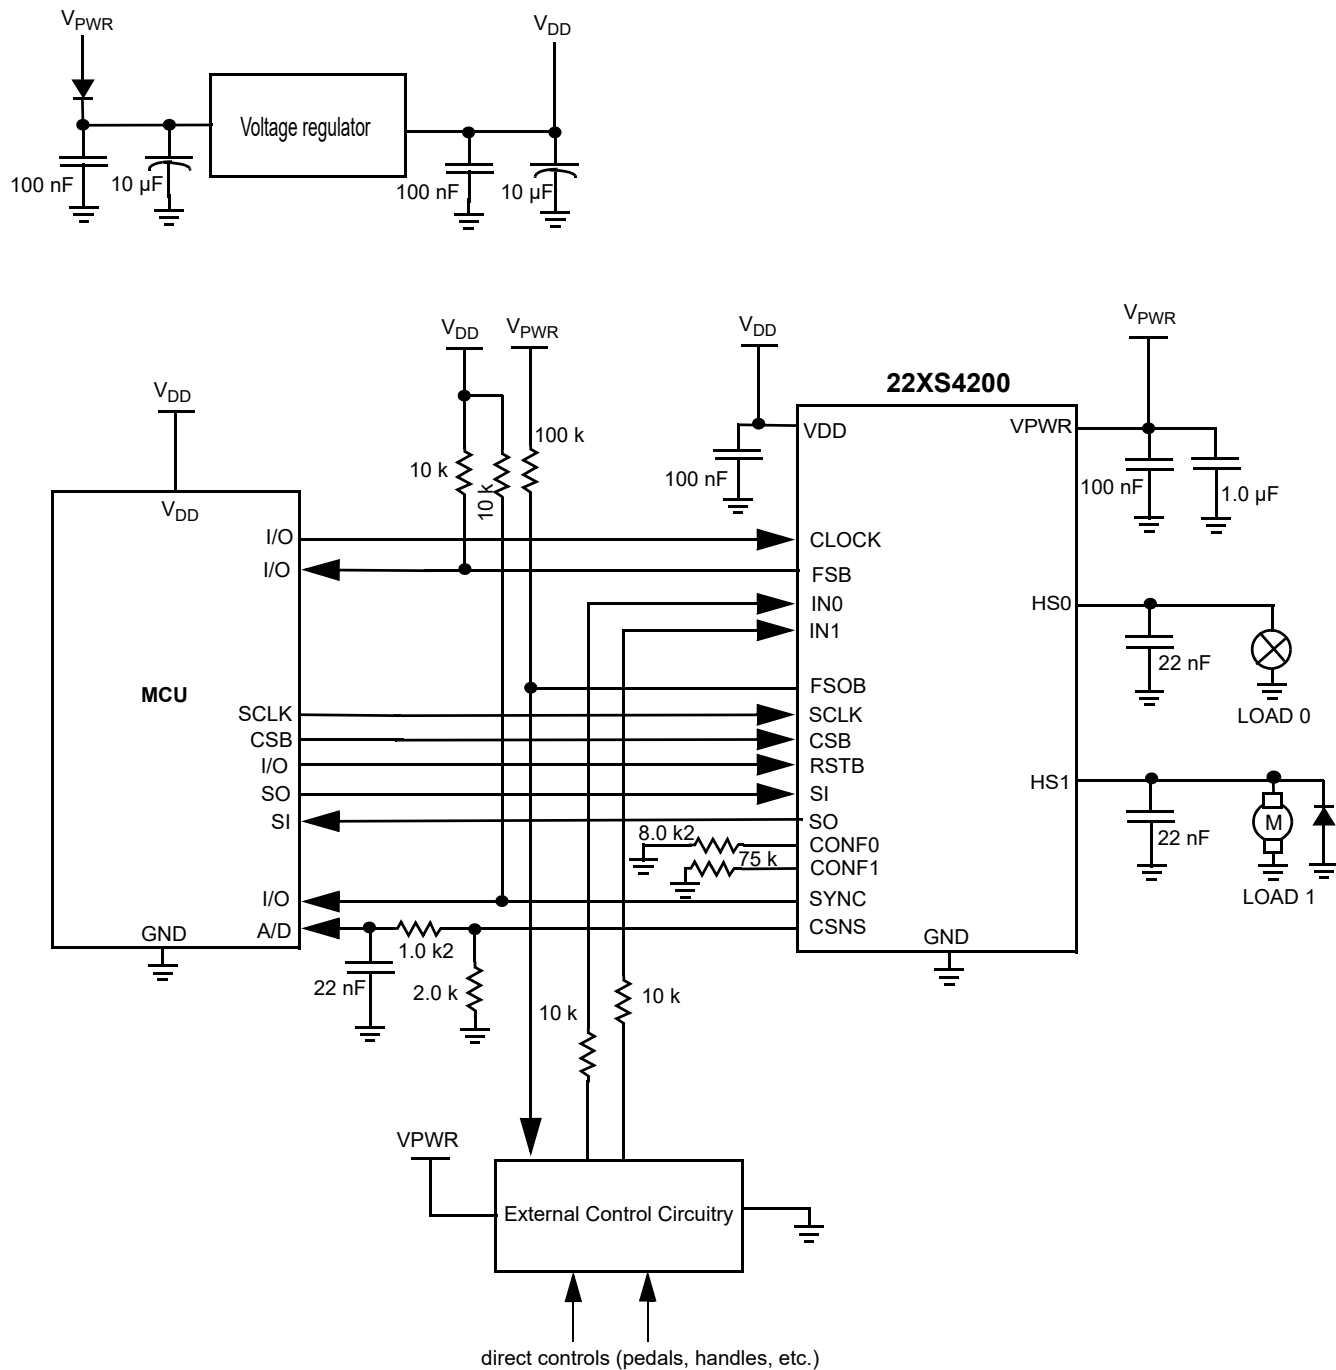 VPWR
VDD
Voltage regulator
100 nF
10 µF
100 nF
10 µF
VDD
VPWR
VDD
VPWR
22XS4200
VDD
100 k
10 k
10 k
VDD
VPWR
100 nF
100 nF
1.0 µF
VDD
I/O
CLOCK
I/O
FSB
IN0
HS0
IN1
22 nF
MCU
FSOB
LOAD 0
SCLK
SCLK
CSB
CSB
I/O
RSTB
HS1
SO
SI
SI
SO
22 nF
M
8.0 k2
CONF0
75 k
CONF1
LOAD 1
I/O
SYNC
A/D
CSNS
GND
GND
1.0 k2
22 nF
2.0 k
10 k
10 k
VPWR
External Control Circuitry
direct controls (pedals, handles, etc.)